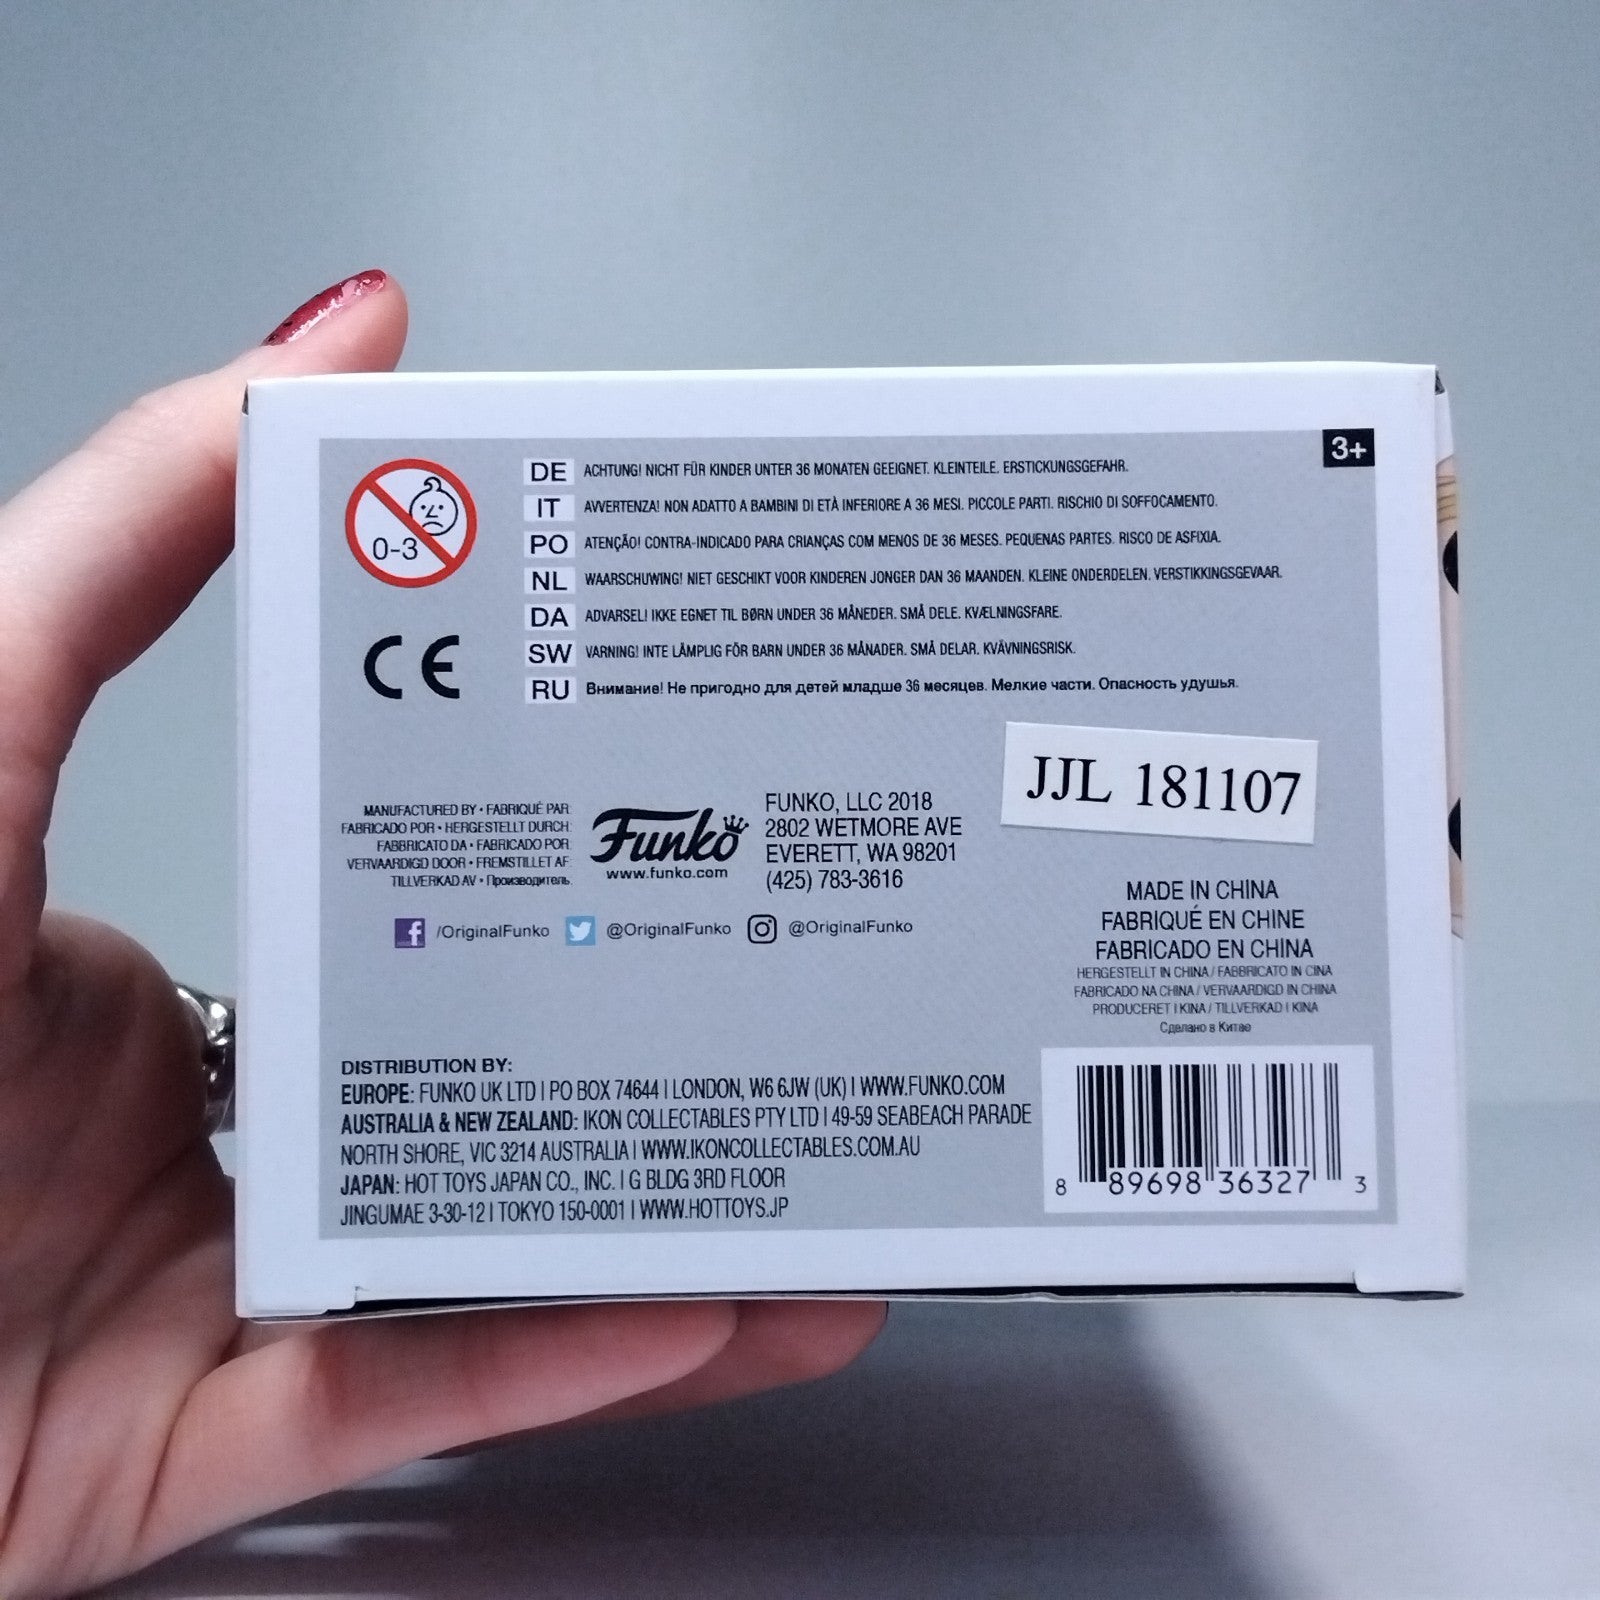 3+
0-3
DE ACHTUNG! NICHT FÜR KINDER UNTER 36 MONATEN GEEIGNET. KLEINTEILE. ERSTICKUNGSGEFAHR.
IT AVVERTENZA! NON ADATTO A BAMBINI DI ETÀ INFERIORE A 36 MESI. PICCOLE PARTI. RISCHIO DI SOFFOCAMENTO.
PO ATENÇÃO! CONTRA-INDICADO PARA CRIANÇAS COM MENOS DE 36 MESES. PEQUENAS PARTES. RISCO DE ASFIXIA.
NL WAARSCHUWING! NIET GESCHIKT VOOR KINDEREN JONGER DAN 36 MAANDEN. KLEINE ONDERDELEN. VERSTIKKINGSGEVAAR.
DA ADVARSEL! IKKE EGNET TIL BØRN UNDER 36 MÅNEDER. SMÅ DELE. KVÆLNINGSFARE.
SW VARNING! INTE LÄMPLIG FÖR BARN UNDER 36 MÅNADER. SMÅ DELAR. KVÄVNINGSRISK.
RU Внимание! Не пригодно для детей младше 36 месяцев. Мелкие части. Опасность удушья.
CE
JJL 181107
MANUFACTURED BY • FABRIQUÉ PAR:
FABRICADO POR • HERGESTELLT DURCH:
FABBRICATO DA • FABRICADO POR:
VERVAARDIGD DOOR • FREMSTILLET AF:
TILLVERKAD AV • Производитель:
Funko
www.funko.com
FUNKO, LLC 2018
2802 WETMORE AVE
EVERETT, WA 98201
(425) 783-3616
f /OriginalFunko @OriginalFunko @OriginalFunko
MADE IN CHINA
FABRIQUÉ EN CHINE
FABRICADO EN CHINA
HERGESTELLT IN CHINA / FABBRICATO IN CINA
FABRICADO NA CHINA / VERVAARDIGD IN CHINA
PRODUCERET I KINA / TILLVERKAD I KINA
Сделано в Китае
DISTRIBUTION BY:
EUROPE: FUNKO UK LTD | PO BOX 74644 | LONDON, W6 6JW (UK) | WWW.FUNKO.COM
AUSTRALIA & NEW ZEALAND: IKON COLLECTABLES PTY LTD | 49-59 SEABEACH PARADE
NORTH SHORE, VIC 3214 AUSTRALIA | WWW.IKONCOLLECTABLES.COM.AU
JAPAN: HOT TOYS JAPAN CO., INC. | G BLDG 3RD FLOOR
JINGUMAE 3-30-12 | TOKYO 150-0001 | WWW.HOTTOYS.JP
8 89698 36327 3